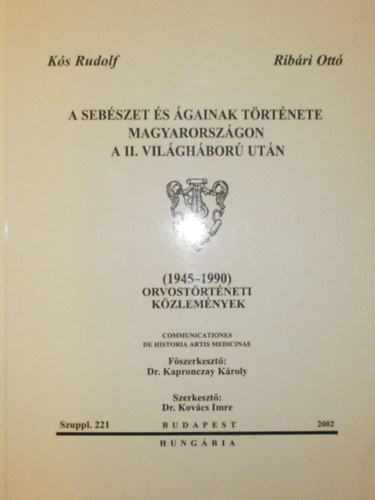 Kós Rudolf Ribári Ottó
A SEBÉSZET ÉS ÁGAINAK TÖRTÉNETE
MAGYARORSZÁGON
A II. VILÁGHÁBORÚ UTÁN
(1945–1990)
ORVOSTÖRTÉNETI
KÖZLEMÉNYEK
COMMUNICATIONES
DE HISTORIA ARTIS MEDICINAE
Főszerkesztő:
Dr. Kapronczay Károly
Szerkesztő:
Dr. Kovács Imre
Szuppl. 221 BUDAPEST 2002
HUNGÁRIA